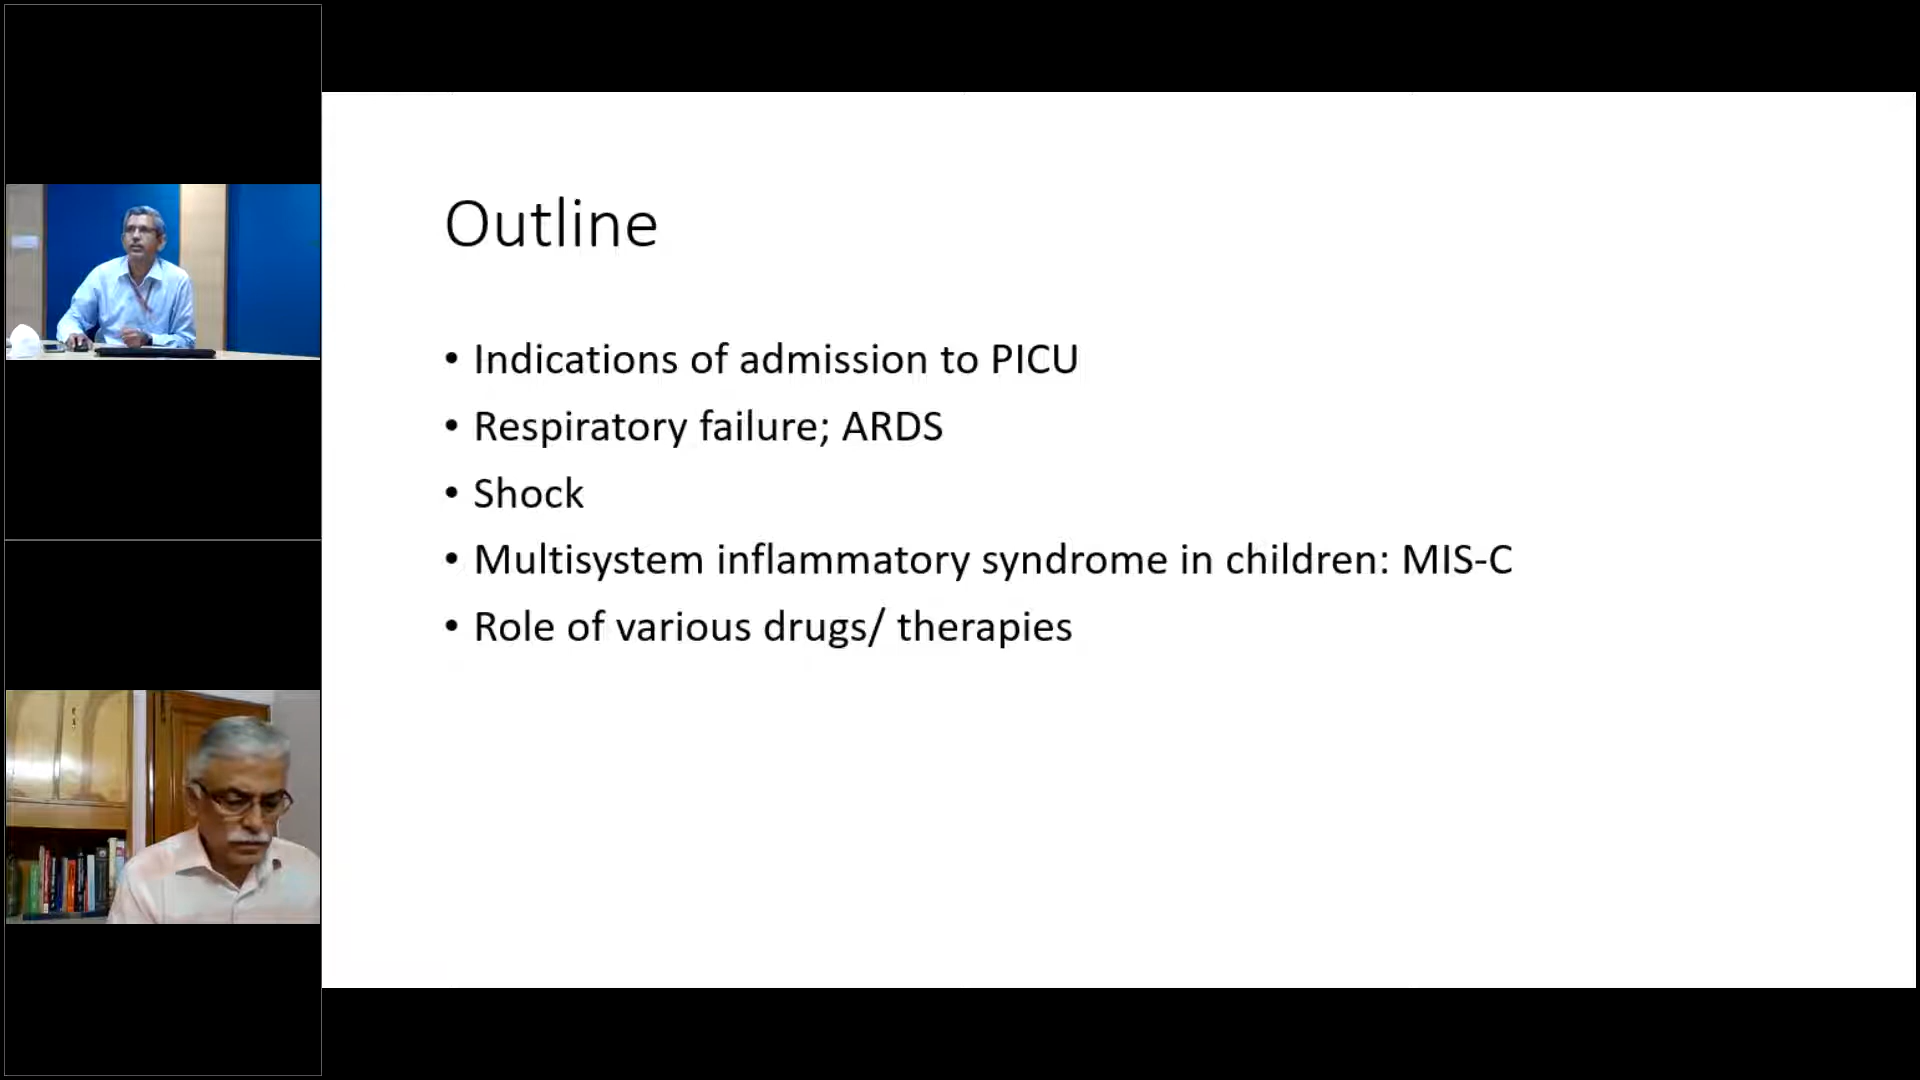 Outline
• Indications of admission to PICU
• Respiratory failure; ARDS
• Shock
• Multisystem inflammatory syndrome in children: MIS-C
• Role of various drugs/ therapies